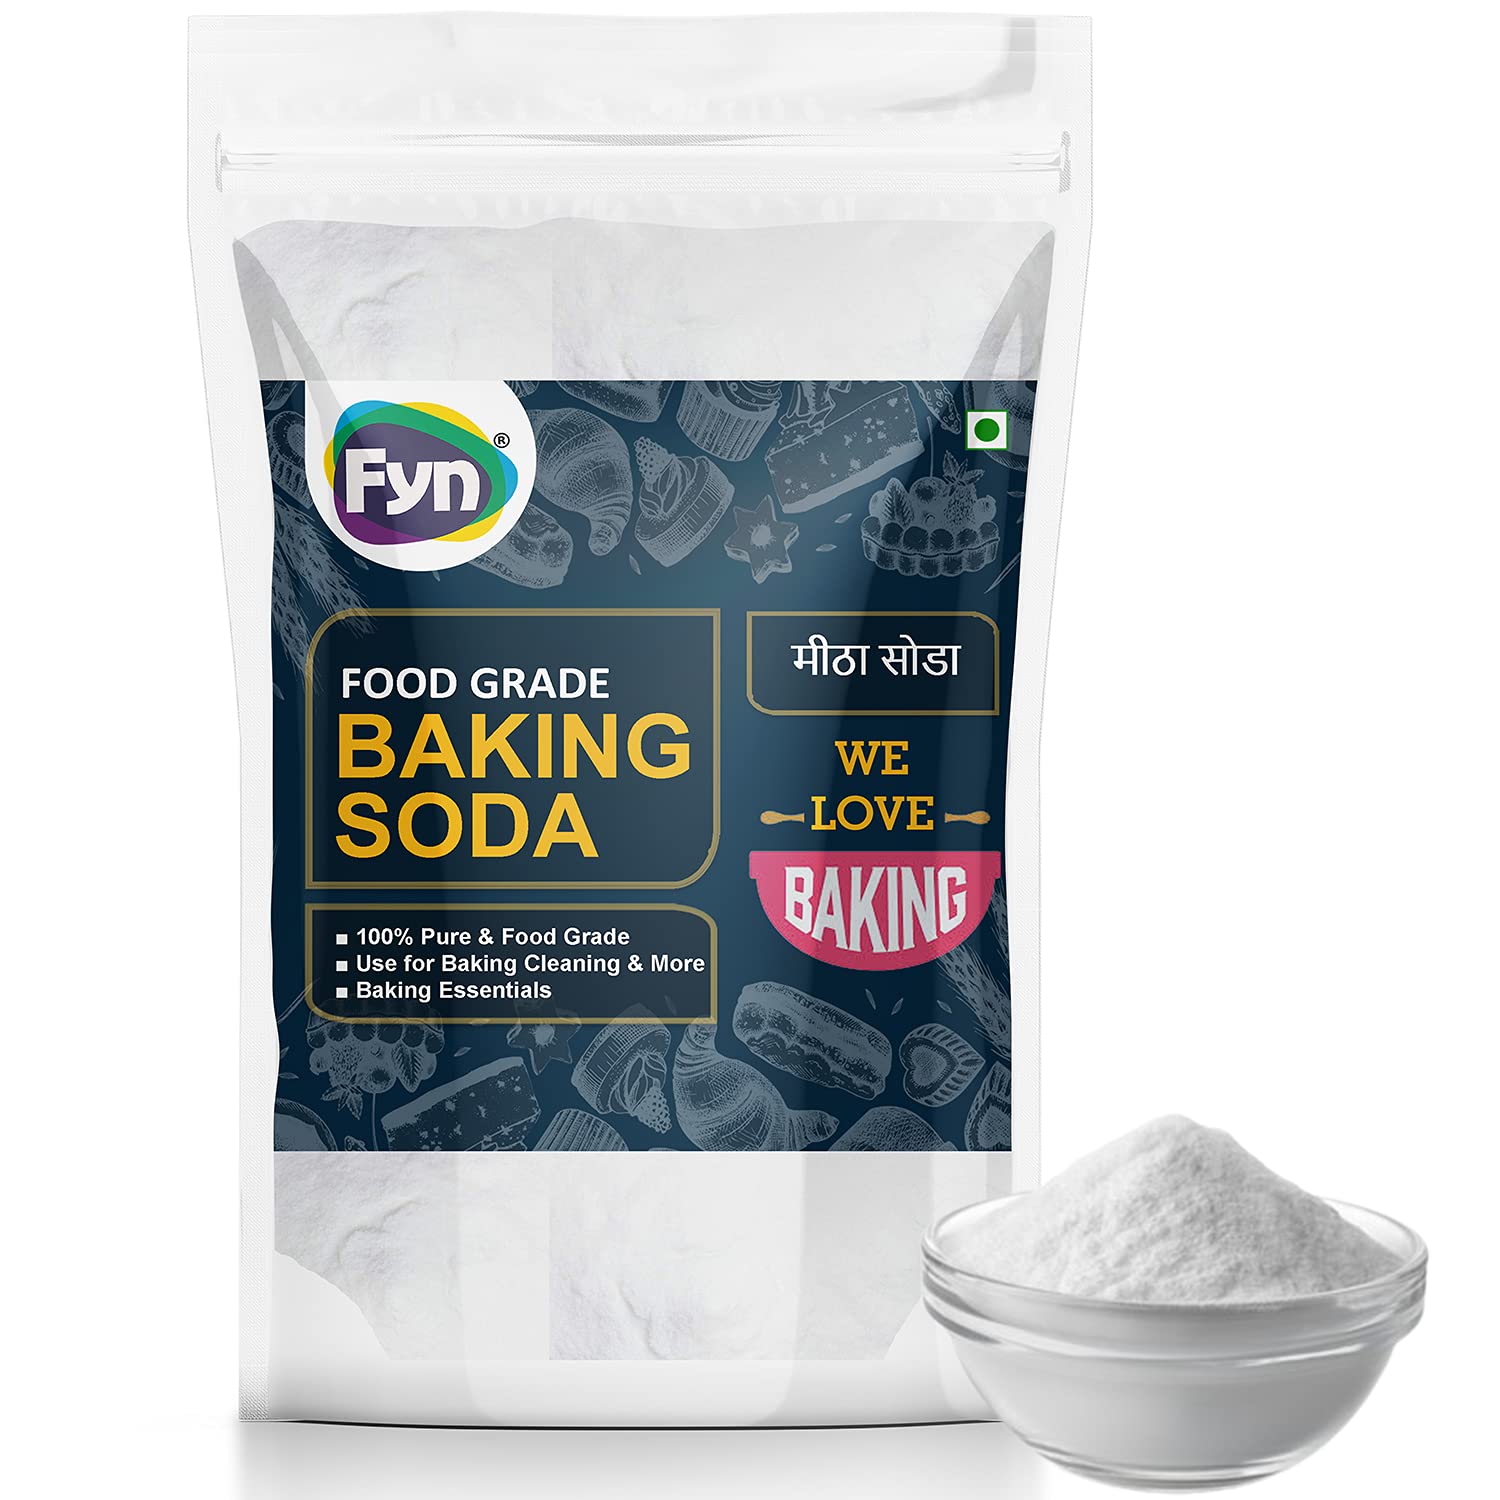 Fyn®
FOOD GRADE
BAKING
SODA
100% Pure & Food Grade
Use for Baking Cleaning & More
Baking Essentials
मीठा सोडा
WE
LOVE
BAKING